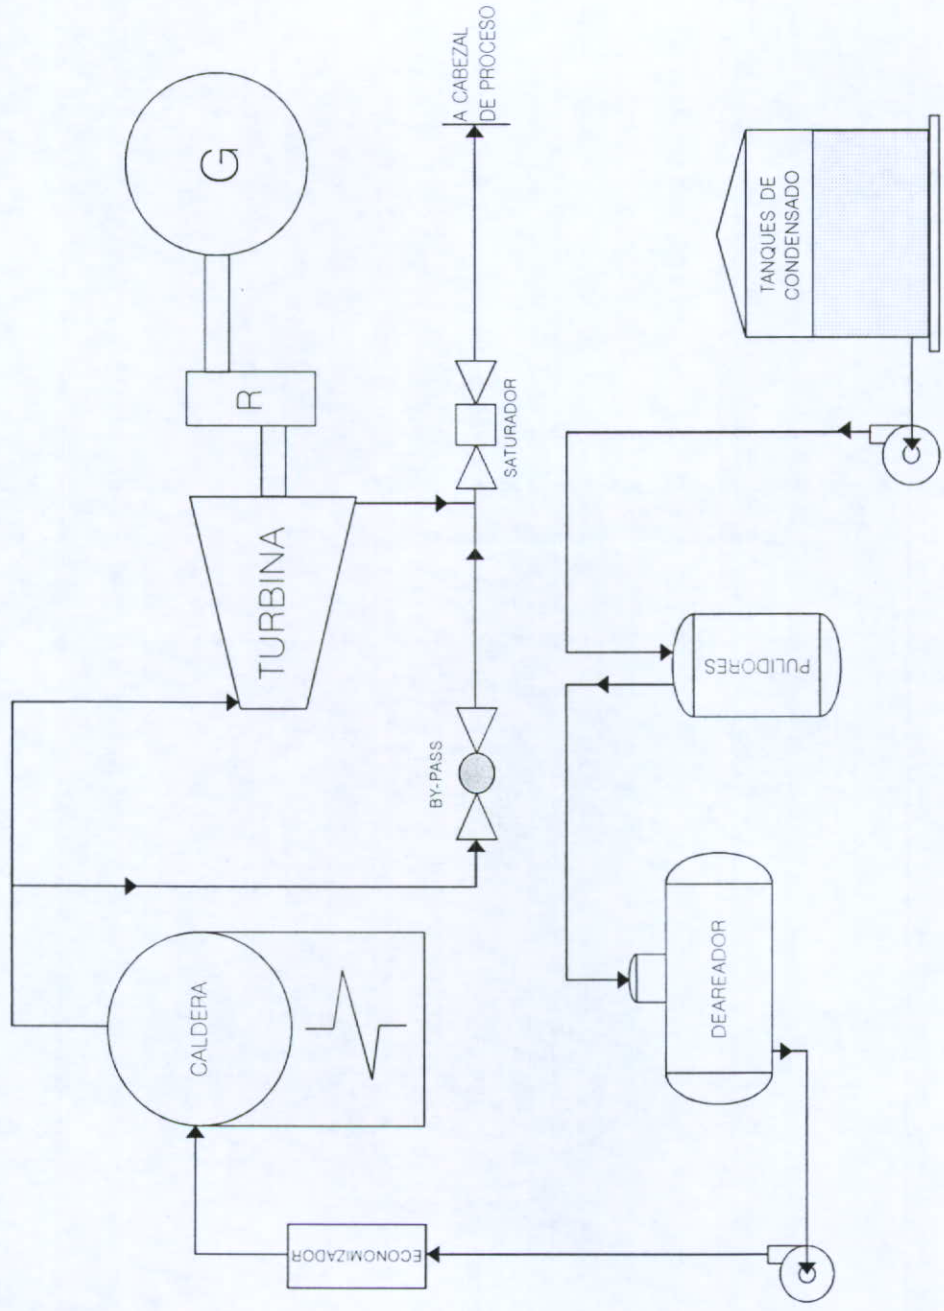 CALDERA
ECONOMIZADOR
TURBINA
R
G
BY-PASS
SATURADOR
A CABEZAL
DE PROCESO
DEAREADOR
PULIDORES
TANQUES DE
CONDENSADO